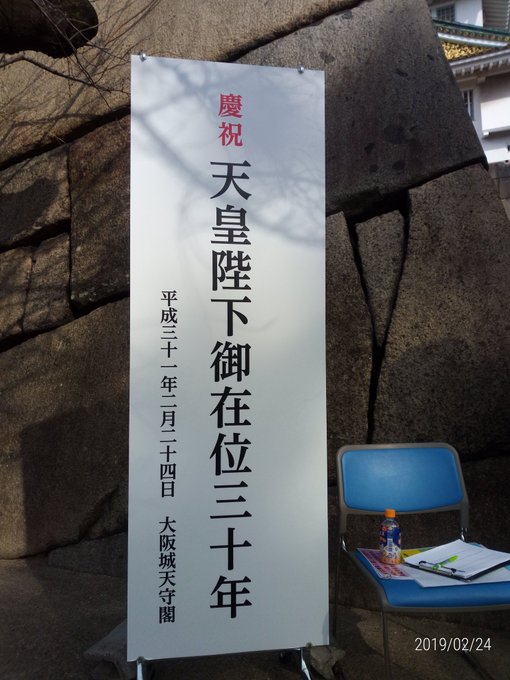 慶祝 天皇陛下御在位三十年
平成三十一年二月二十四日 大阪城天守閣
2019/02/24